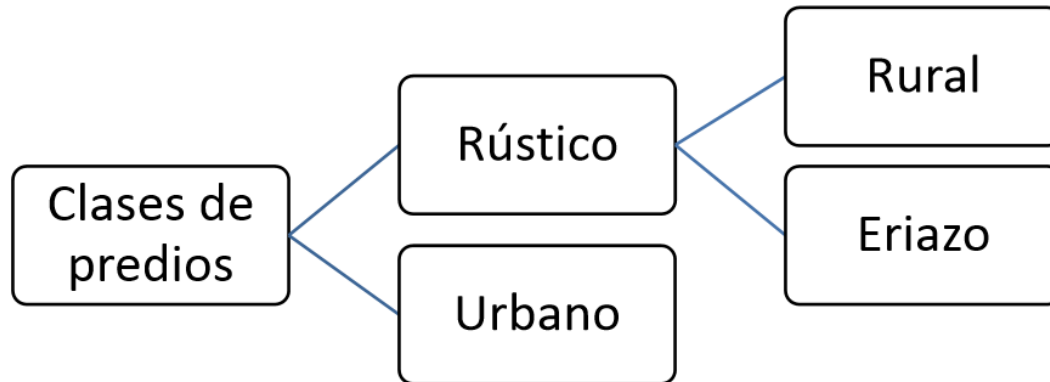 Clases de
predios
Rústico
Urbano
Rural
Eriazo